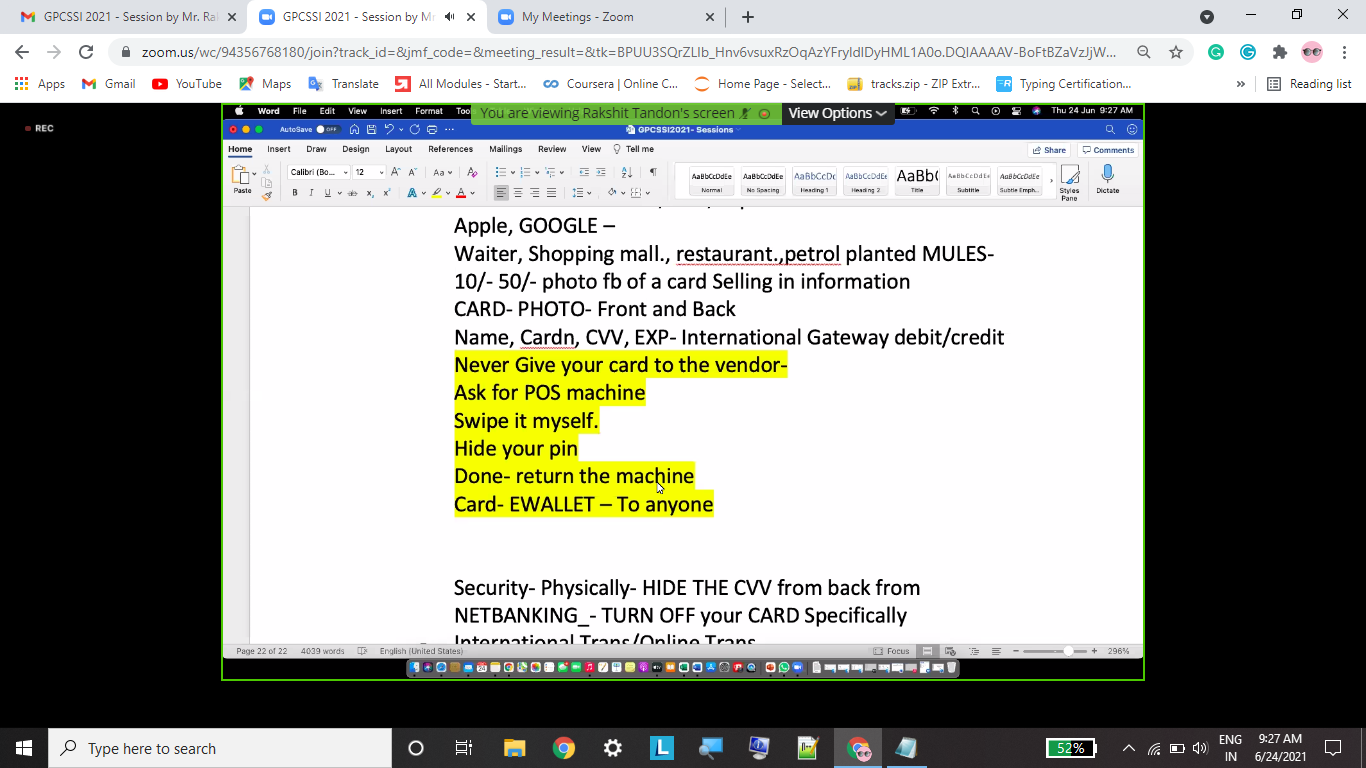 GPCSSI 2021 - Session by Mr. Ra
GPCSSI 2021 - Session by Mr
My Meetings - Zoom
zoom.us/wc/94356768180/join?track_id=&jmf_code=&meeting_result=&tk=BPUU3SQrZLlb_Hnv6vsuxRzOqAzYFryldIDyHML1A0o.DQIAAAAV-BoFtBZaVzJjW...
Apps
Gmail
YouTube
Maps
Translate
All Modules - Start...
Coursera | Online C...
Home Page - Select...
tracks.zip - ZIP Extr...
Typing Certification...
»
Reading list
REC
Word File Edit View Insert Format Too
You are viewing Rakshit Tandon's screen
View Options
Thu 24 Jun 9:27 AM
AutoSave OFF
GPCSSI2021- Sessions
Home Insert Draw Design Layout References Mailings Review View Tell me
Share
Comments
Paste
Calibri (Bo...
12
AaBbCcDdEe
Normal
AaBbCcDdEe
No Spacing
AaBbCcDc
Heading 1
AaBbCcDdEe
Heading 2
AaBbC
Title
AaBbCcDdEe
Subtitle
AaBbCcDdEe
Subtle Emph...
Styles Pane
Dictate
Apple, GOOGLE –
Waiter, Shopping mall., restaurant.,petrol planted MULES-
10/- 50/- photo fb of a card Selling in information
CARD- PHOTO- Front and Back
Name, Cardn, CVV, EXP- International Gateway debit/credit
Never Give your card to the vendor-
Ask for POS machine
Swipe it myself.
Hide your pin
Done- return the machine
Card- EWALLET – To anyone
Security- Physically- HIDE THE CVV from back from
NETBANKING_- TURN OFF your CARD Specifically
International Trans/Online Trans
Page 22 of 22
4039 words
English (United States)
Focus
296%
Type here to search
52%
ENG
IN
9:27 AM
6/24/2021